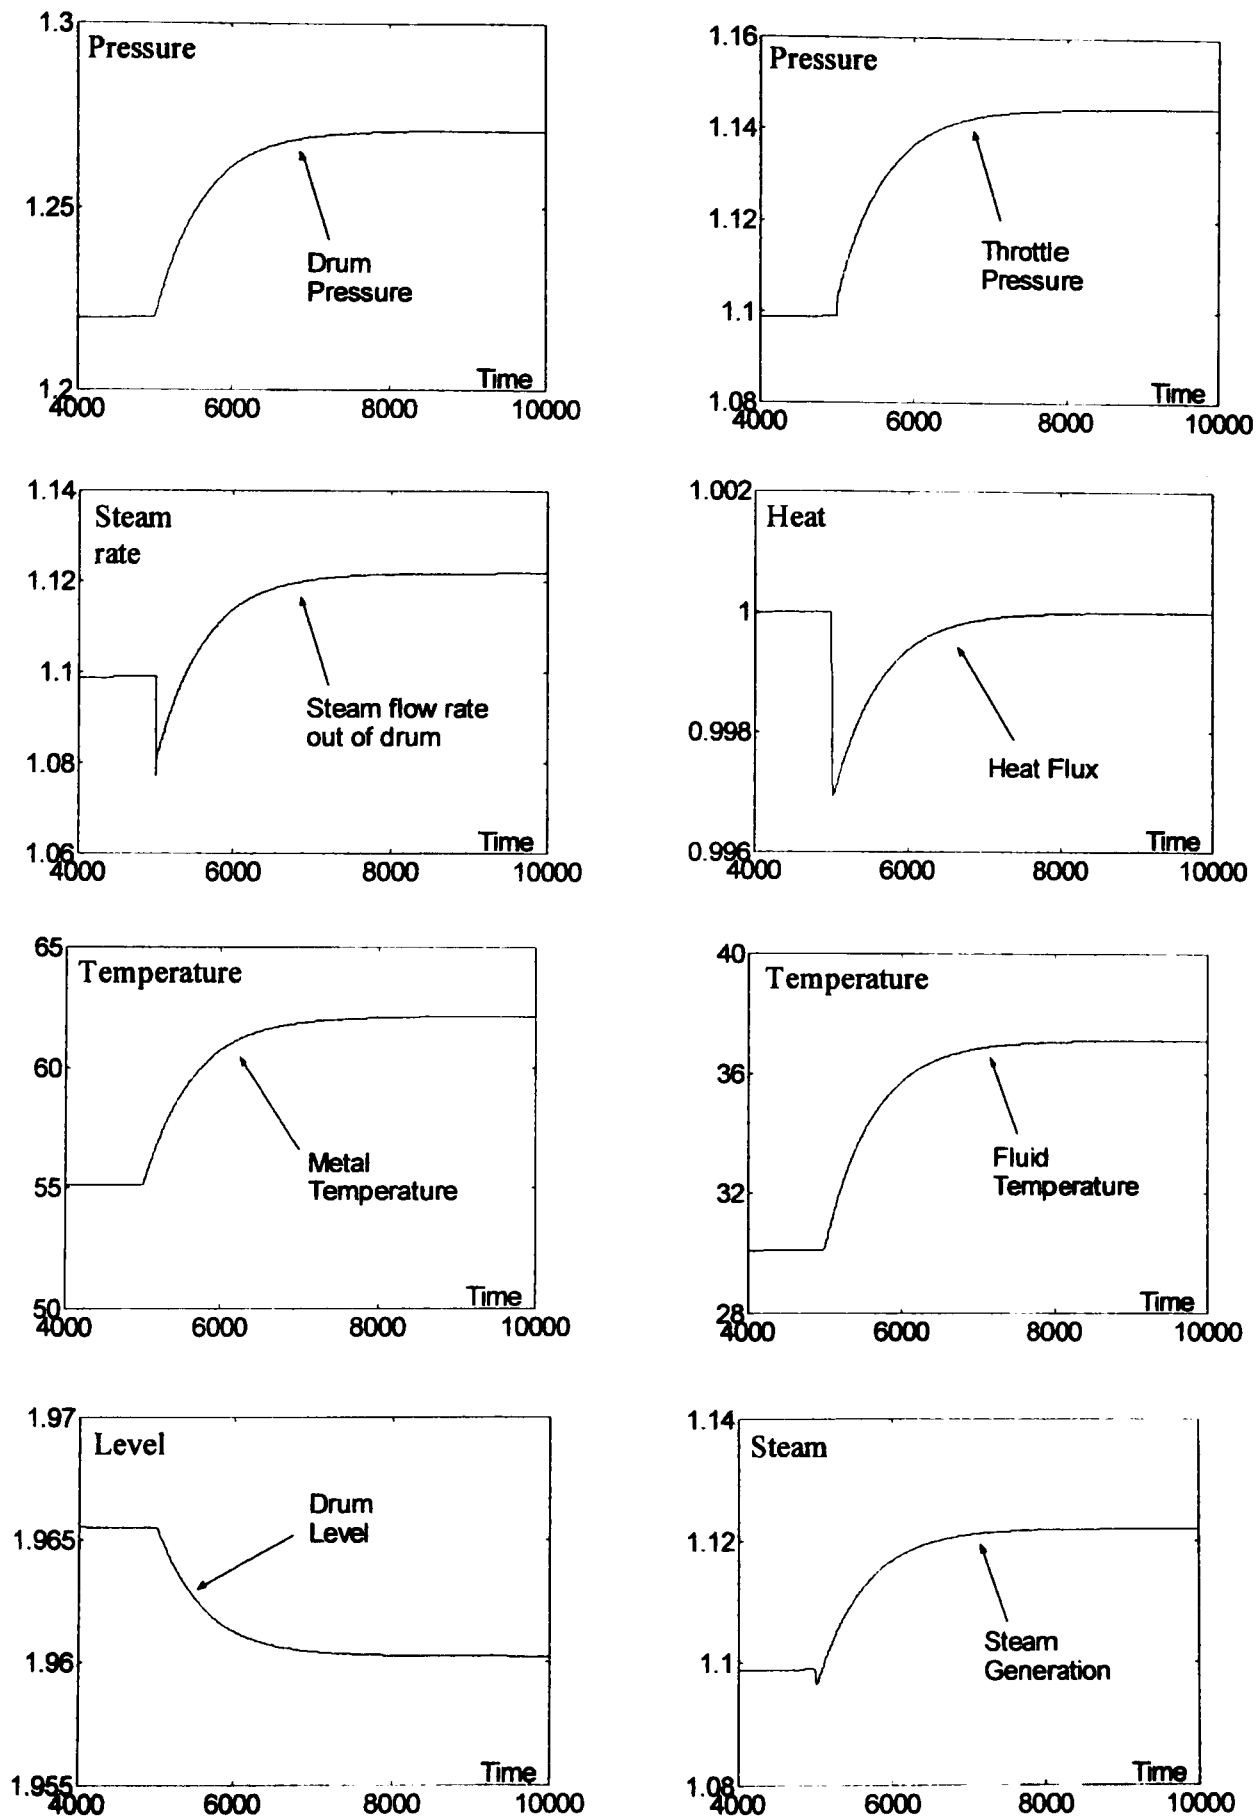 1.3
Pressure
1.25
Drum
Pressure
1.2
Time
4000 6000 8000 10000
1.16
Pressure
1.14
1.12
Throttle
Pressure
1.1
1.08
Time
4000 6000 8000 10000
1.14
Steam
rate
1.12
1.1
Steam flow rate
out of drum
1.08
1.06
Time
4000 6000 8000 10000
1.002
Heat
1
0.998
Heat Flux
0.996
Time
4000 6000 8000 10000
65
Temperature
60
Metal
Temperature
55
50
Time
4000 6000 8000 10000
40
Temperature
36
Fluid
Temperature
32
28
Time
4000 6000 8000 10000
1.97
Level
Drum
Level
1.965
1.96
1.955
Time
4000 6000 8000 10000
1.14
Steam
1.12
Steam
Generation
1.1
1.08
Time
4000 6000 8000 10000